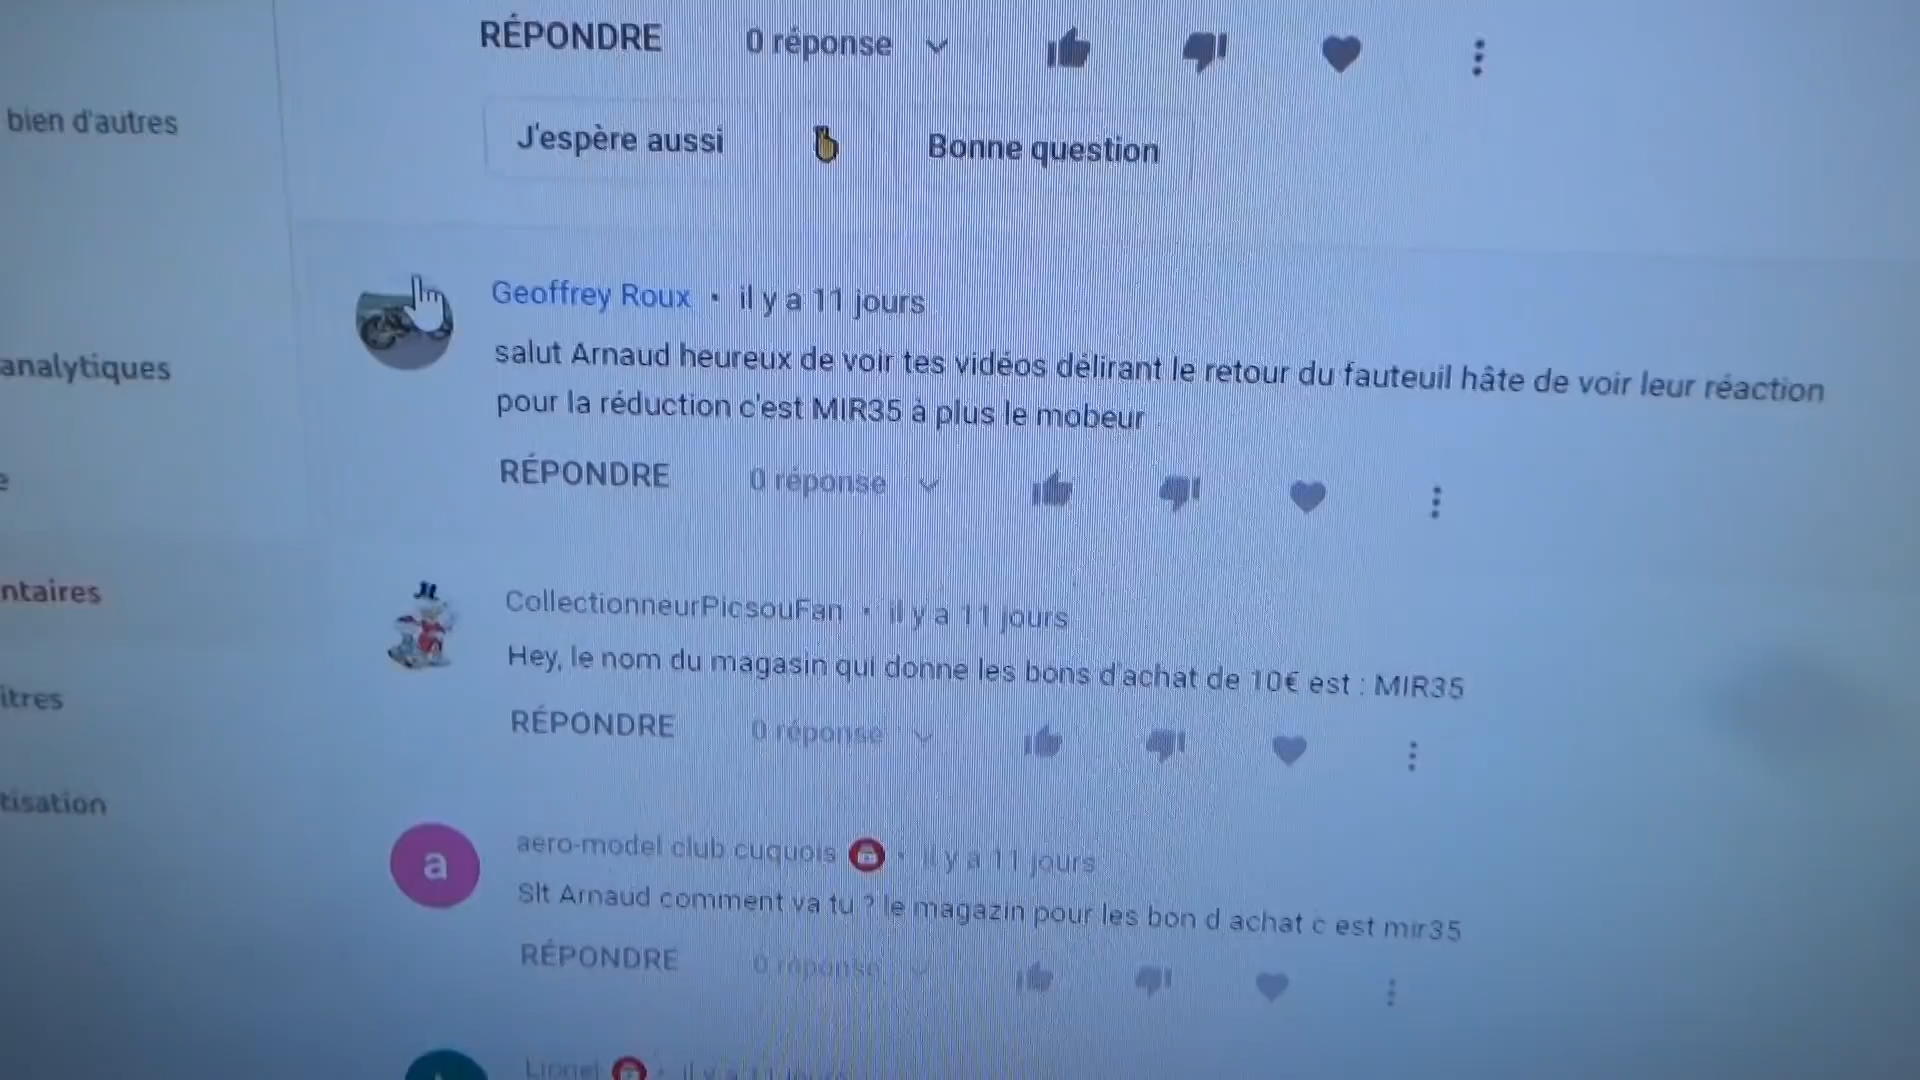 RÉPONDRE 0 réponse
bien d'autres
J'espère aussi Bonne question
Geoffrey Roux • il y a 11 jours
salut Arnaud heureux de voir tes vidéos délirant le retour du fauteuil hâte de voir leur réaction
analytiques
pour la réduction c'est MIR35 à plus le mobeur
RÉPONDRE 0 réponse
ntaires
CollectionneurPicsouFan • il y a 11 jours
Hey, le nom du magasin qui donne les bons d'achat de 10€ est : MIR35
itres
RÉPONDRE 0 réponse
tisation
aero-model club cuquois • il y a 11 jours
a
Slt Arnaud comment va tu ? le magazin pour les bon d achat c est mir35
RÉPONDRE 0 réponse
Lionel • il y a 11 jours